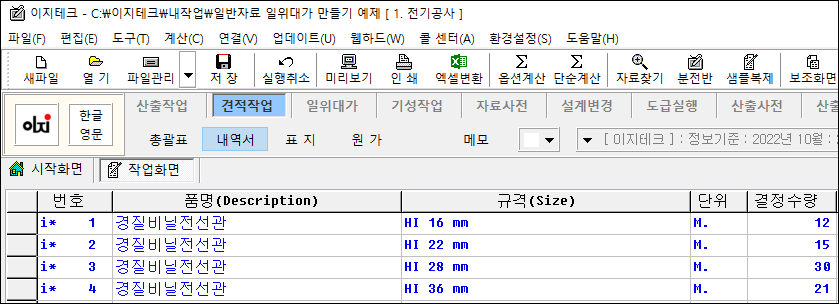 이지테크 - C:\이지테크\내작업\일반자료 일위대가 만들기 예제 [ 1. 전기공사 ]
파일(F) 편집(E) 도구(T) 계산(C) 연결(V) 업데이트(U) 웹하드(W) 콜 센터(A) 환경설정(S) 도움말(H)
새파일 열 기 파일관리 저 장 실행취소 미리보기 인 쇄 엑셀변환 옵션계산 단순계산 자료찾기 분전반 샘플복제 보조화면
산출작업 견적작업 일위대가 기성작업 자료사전 설계변경 도급실행 산출사전
한글
영문
총괄표 내역서 표 지 원 가 메모 [ 이지테크 ] : 정보기준 : 2022년 10월 :
시작화면 작업화면
번호 품명(Description) 규격(Size) 단위 결정수량
i* 1 경질비닐전선관 HI 16 mm M. 12
i* 2 경질비닐전선관 HI 22 mm M. 15
i* 3 경질비닐전선관 HI 28 mm M. 30
i* 4 경질비닐전선관 HI 36 mm M. 21